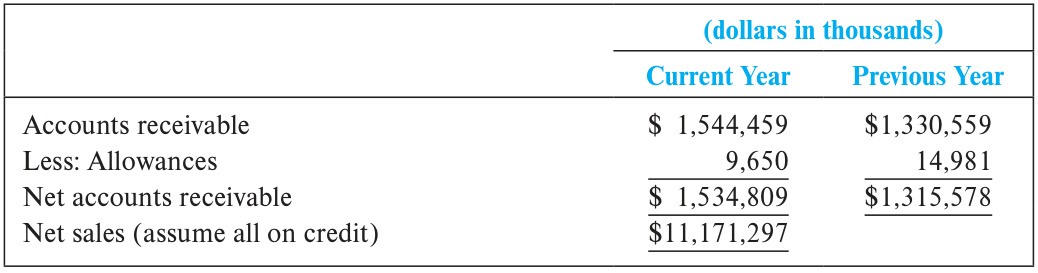 (dollars in thousands)
Current Year Previous Year
Accounts receivable $ 1,544,459 $1,330,559
Less: Allowances 9,650 14,981
Net accounts receivable $ 1,534,809 $1,315,578
Net sales (assume all on credit) $11,171,297